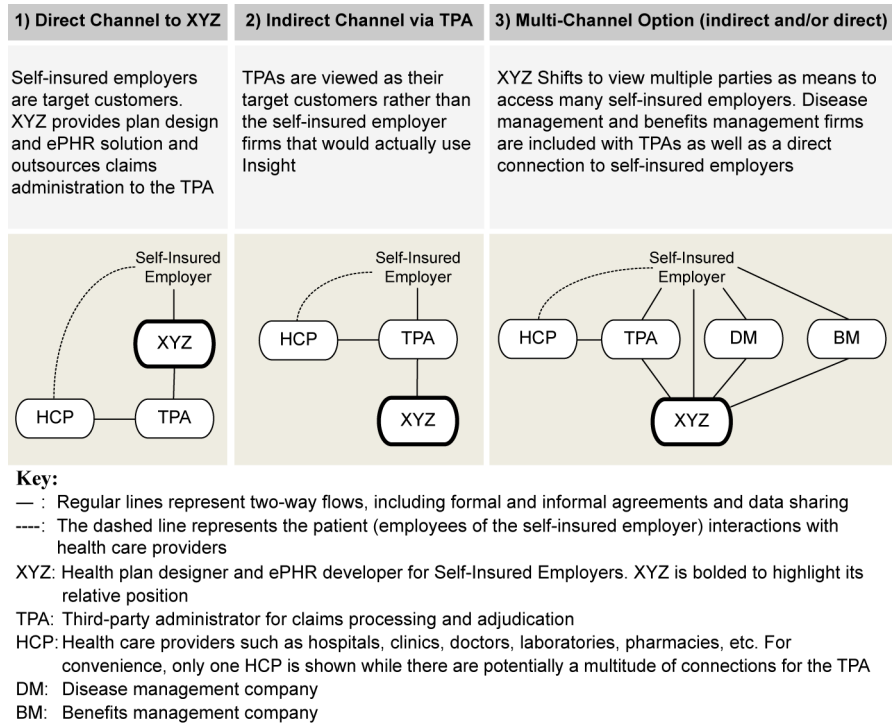 1) Direct Channel to XYZ
2) Indirect Channel via TPA
3) Multi-Channel Option (indirect and/or direct)
Self-insured employers
are target customers.
XYZ provides plan design
and ePHR solution and
outsources claims
administration to the TPA
TPAs are viewed as their
target customers rather than
the self-insured employer
firms that would actually use
Insight
XYZ Shifts to view multiple parties as means to
access many self-insured employers. Disease
management and benefits management firms
are included with TPAs as well as a direct
connection to self-insured employers
Self-Insured
Employer
XYZ
HCP
TPA
Self-Insured
Employer
HCP
TPA
XYZ
Self-Insured
Employer
HCP
TPA
DM
BM
XYZ
Key:
— : Regular lines represent two-way flows, including formal and informal agreements and data sharing
----: The dashed line represents the patient (employees of the self-insured employer) interactions with
health care providers
XYZ: Health plan designer and ePHR developer for Self-Insured Employers. XYZ is bolded to highlight its
relative position
TPA: Third-party administrator for claims processing and adjudication
HCP: Health care providers such as hospitals, clinics, doctors, laboratories, pharmacies, etc. For
convenience, only one HCP is shown while there are potentially a multitude of connections for the TPA
DM: Disease management company
BM: Benefits management company